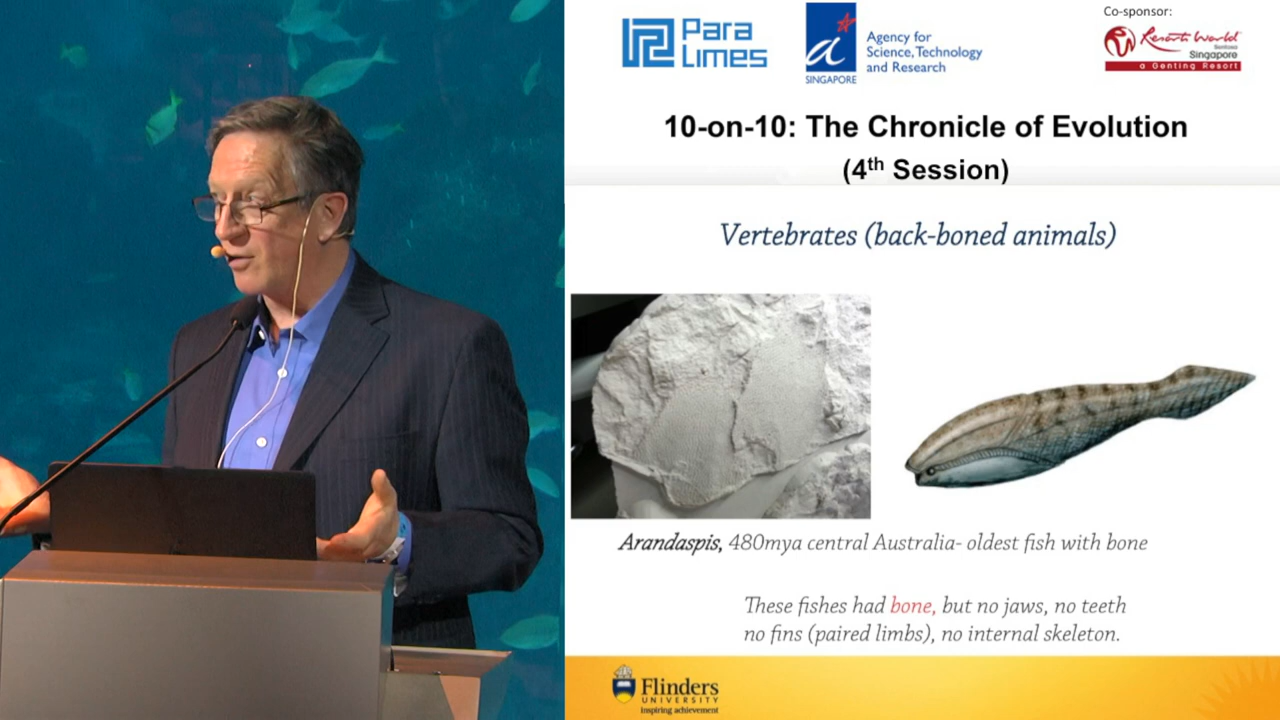 Para
Limes
SINGAPORE
Agency for
Science, Technology
and Research
Co-sponsor:
Resorts World
Sentosa
Singapore
a Genting Resort
10-on-10: The Chronicle of Evolution
(4th Session)
Vertebrates (back-boned animals)
Arandaspis, 480mya central Australia- oldest fish with bone
These fishes had bone, but no jaws, no teeth
no fins (paired limbs), no internal skeleton.
Flinders
UNIVERSITY
inspiring achievement